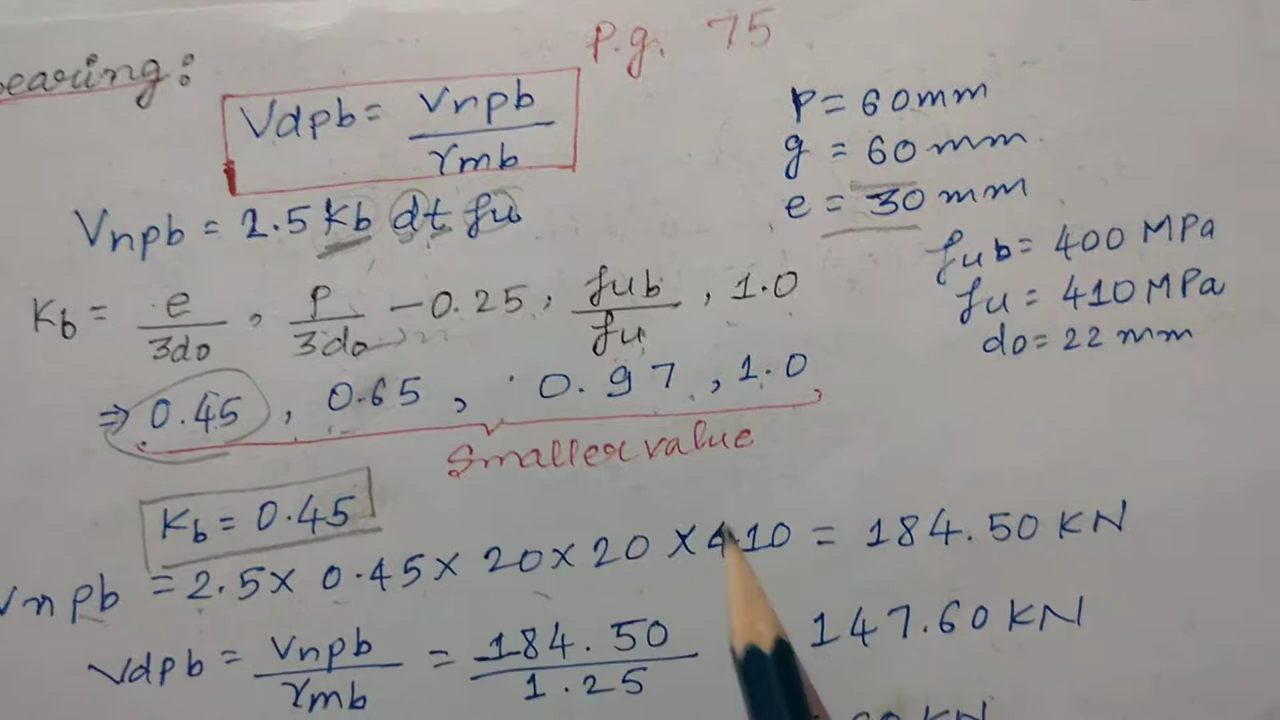 P.g. 75
earing:
Vdpb = Vnpb / γmb
p = 60mm
g = 60 mm
e = 30 mm
Vnpb = 2.5 Kb dt fu
fub = 400 MPa
fu = 410 MPa
do = 22 mm
Kb = e / 3do , p / 3do - 0.25 , fub / fu , 1.0
⇒ 0.45 , 0.65 , 0.97 , 1.0
Smaller value
Kb = 0.45
Vnpb = 2.5 x 0.45 x 20 x 20 x 410 = 184.50 KN
Vdpb = Vnpb / γmb = 184.50 / 1.25 147.60 KN
KN